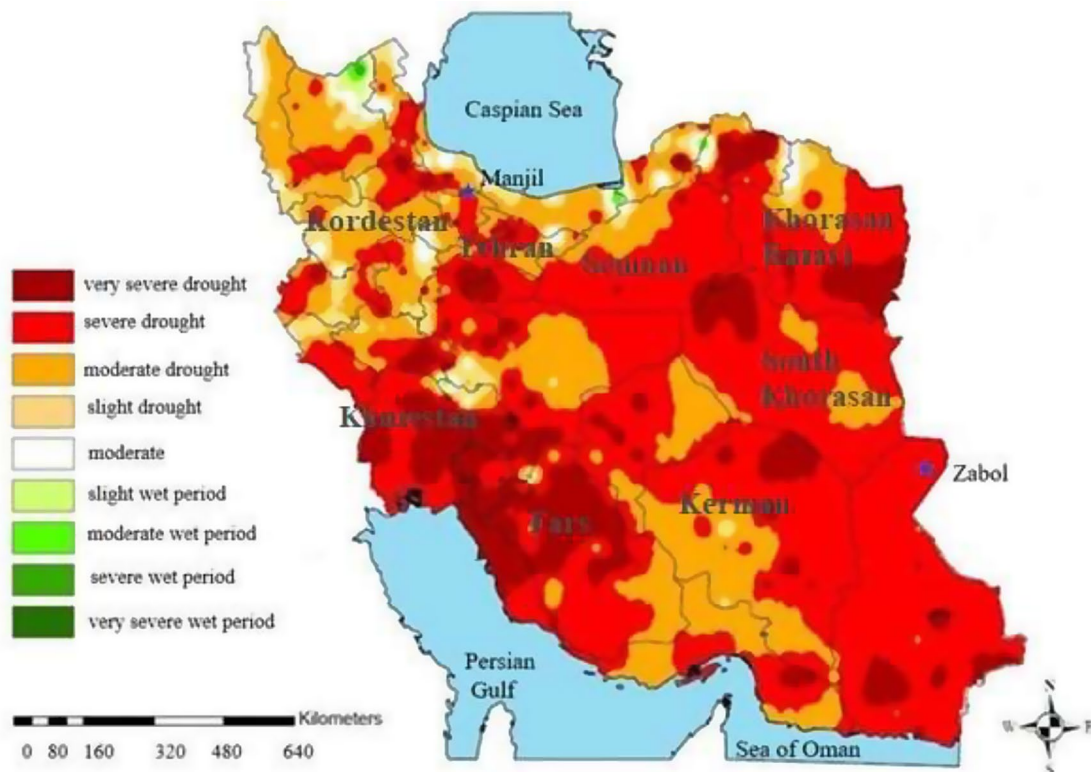 Caspian Sea
Manjil
Kordestan
Tehran
Semnan
Khorasan
Razavi
South
Khorasan
Khuzestan
Zabol
Kerman
Fars
Persian
Gulf
Sea of Oman
very severe drought
severe drought
moderate drought
slight drought
moderate
slight wet period
moderate wet period
severe wet period
very severe wet period
Kilometers
0 80 160 320 480 640
N
W E
S